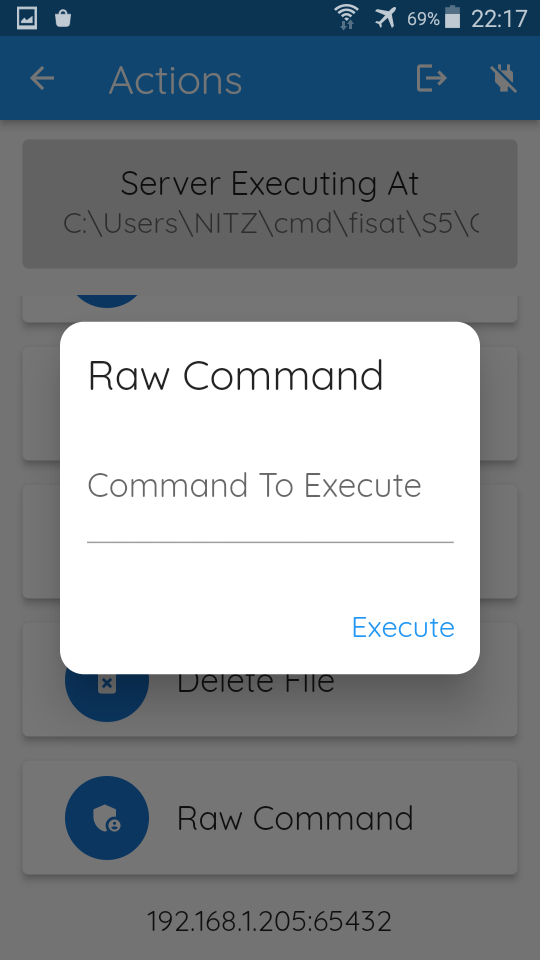 69% 22:17
Actions
Server Executing At
C:\Users\NITZ\cmd\fisat\S5\
Raw Command
Command To Execute
Execute
Delete File
Raw Command
192.168.1.205:65432